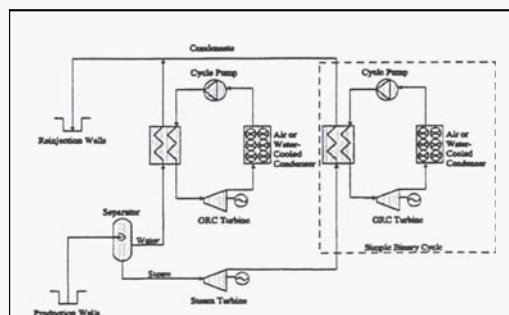 Condensate
Cycle Pump
Cycle Pump
Reinjection Wells
Air or
Water-
Cooled
Condenser
Air or
Water-
Cooled
Condenser
ORC Turbine
ORC Turbine
Separator
Water
Simple Binary Cycle
Steam
Steam Turbine
Production Wells